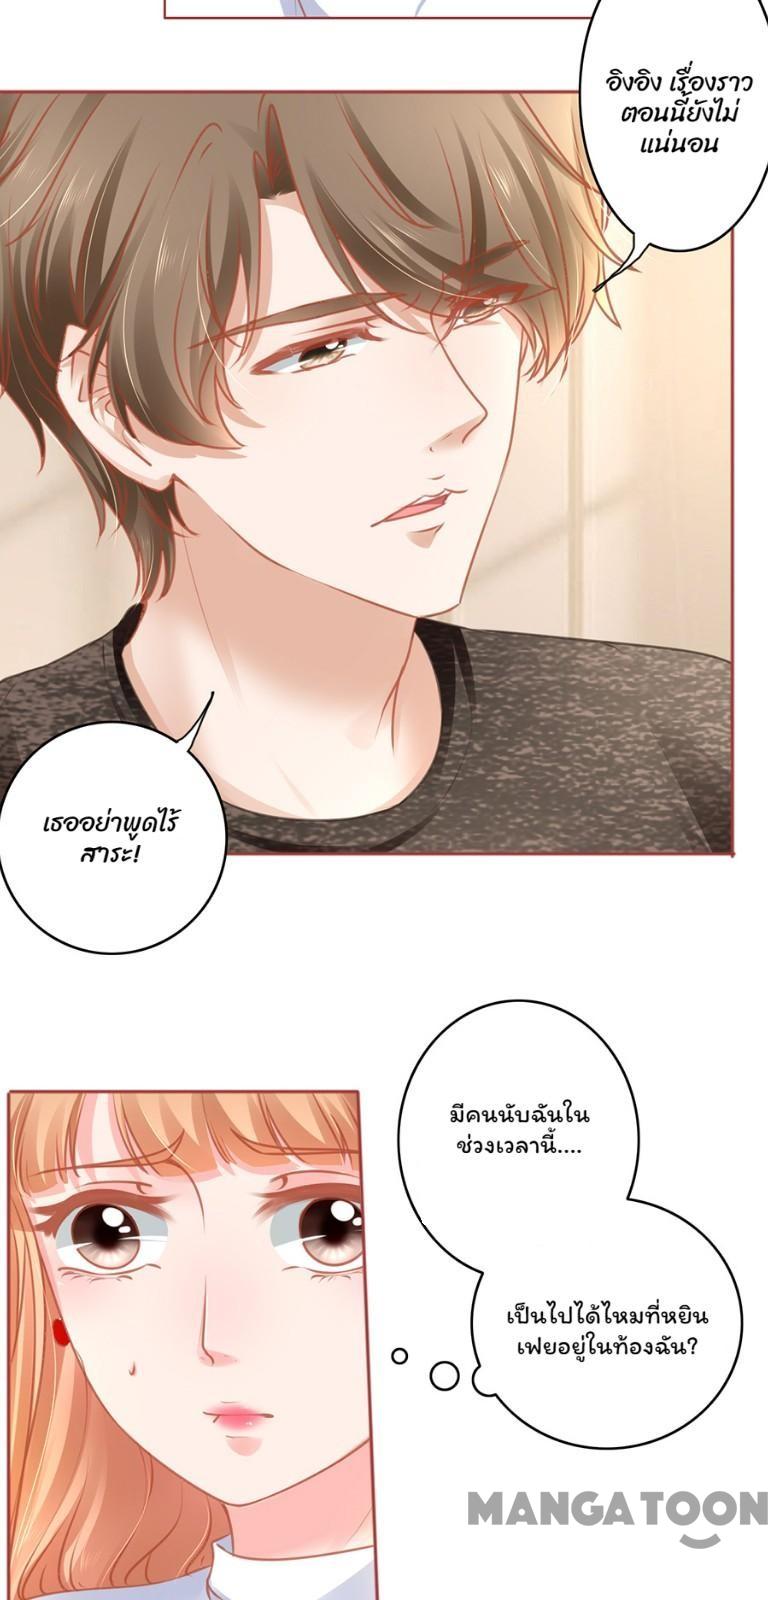 อิงอิง เรื่องราว
ตอนนี้ยังไม่
แน่นอน
เธออย่าพูดไร้
สาระ!
มีคนนับฉันใน
ช่วงเวลานี้....
เป็นไปได้ไหมที่หยิน
เฟยอยู่ในท้องฉัน?
MANGATOON